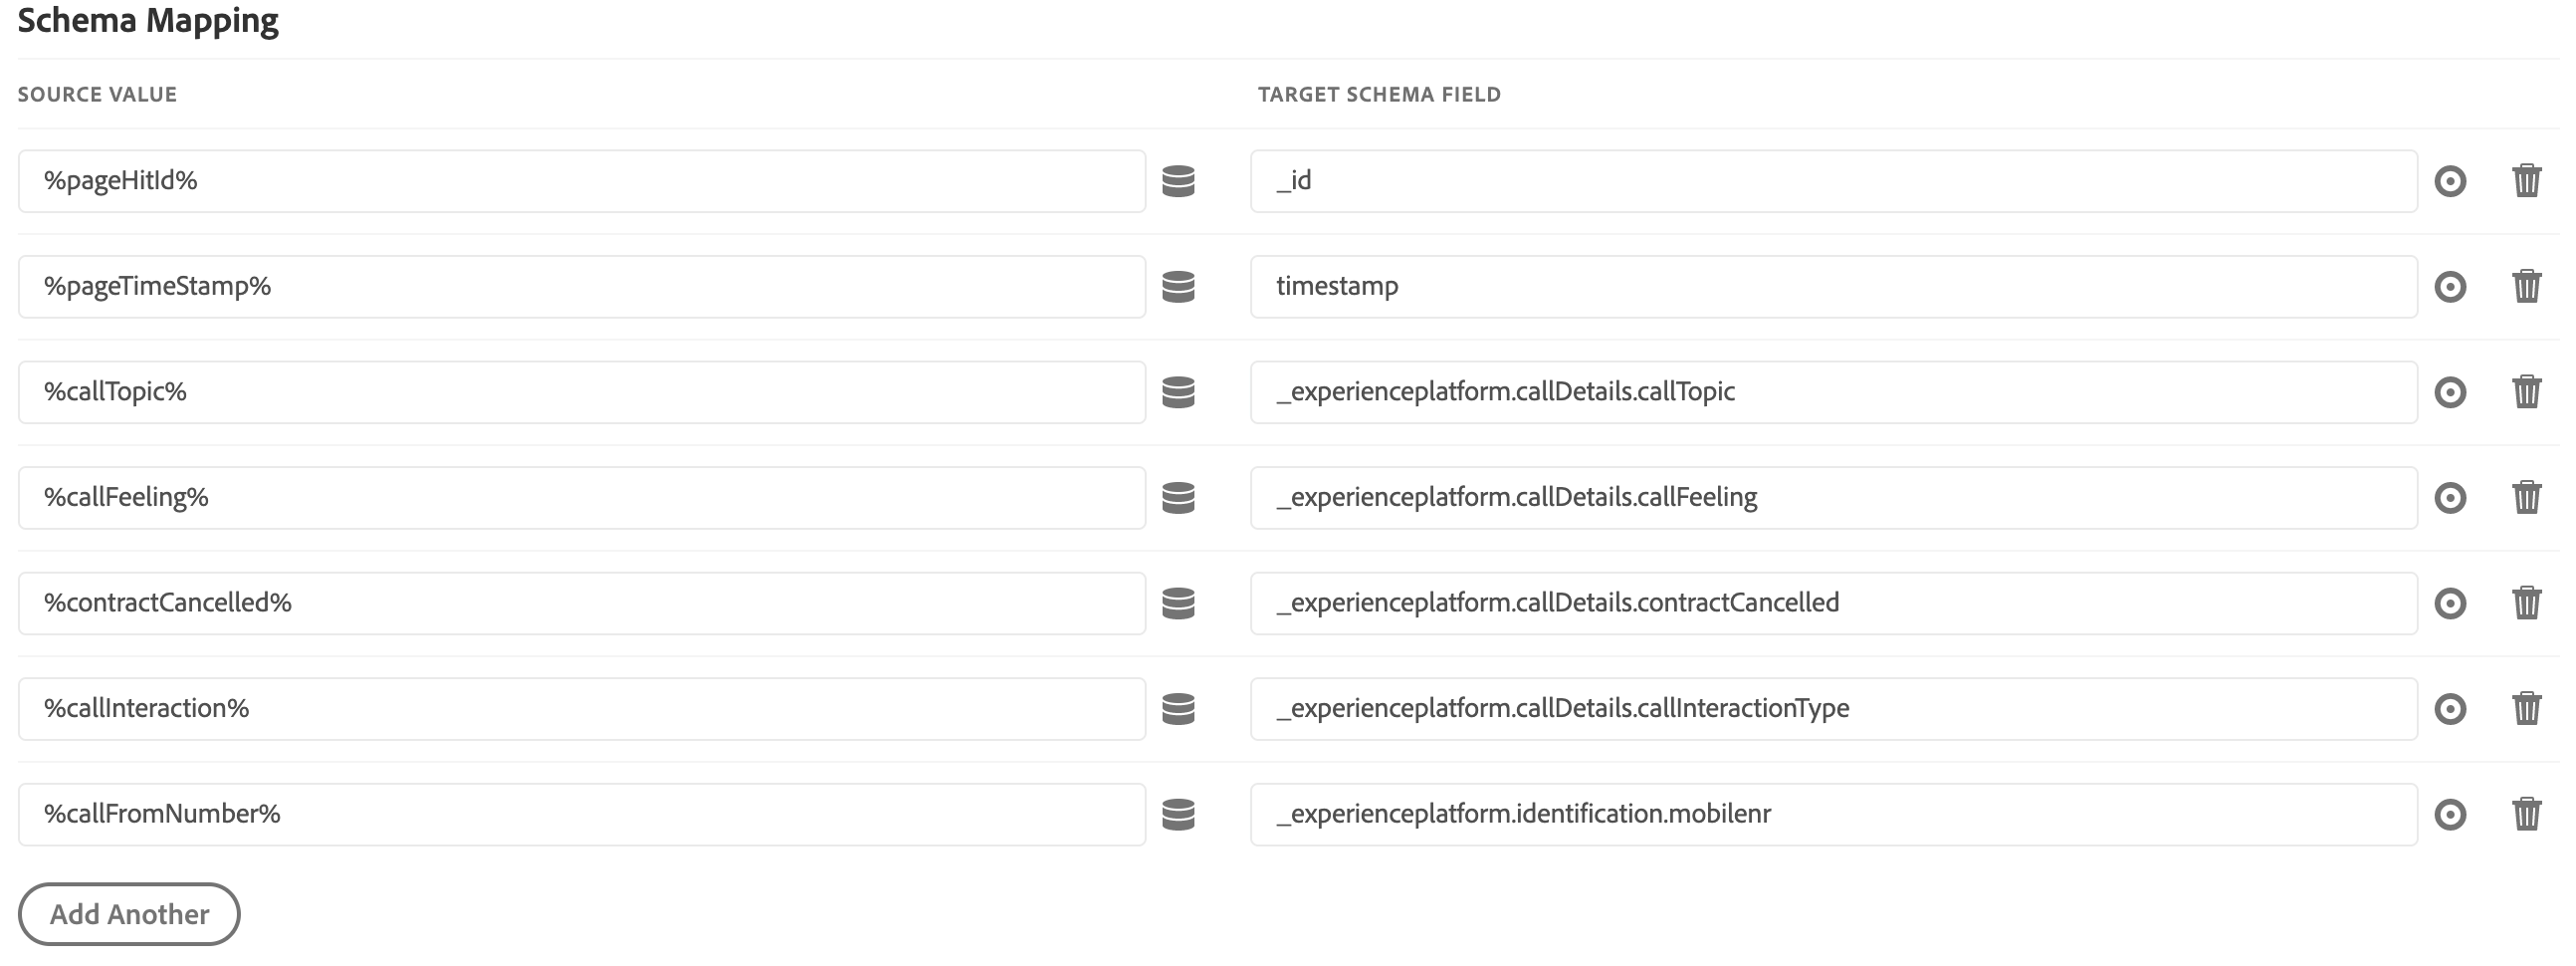 Schema Mapping
SOURCE VALUE TARGET SCHEMA FIELD
%pageHitId% _id
%pageTimeStamp% timestamp
%callTopic% _experienceplatform.callDetails.callTopic
%callFeeling% _experienceplatform.callDetails.callFeeling
%contractCancelled% _experienceplatform.callDetails.contractCancelled
%callInteraction% _experienceplatform.callDetails.callInteractionType
%callFromNumber% _experienceplatform.identification.mobilenr
Add Another